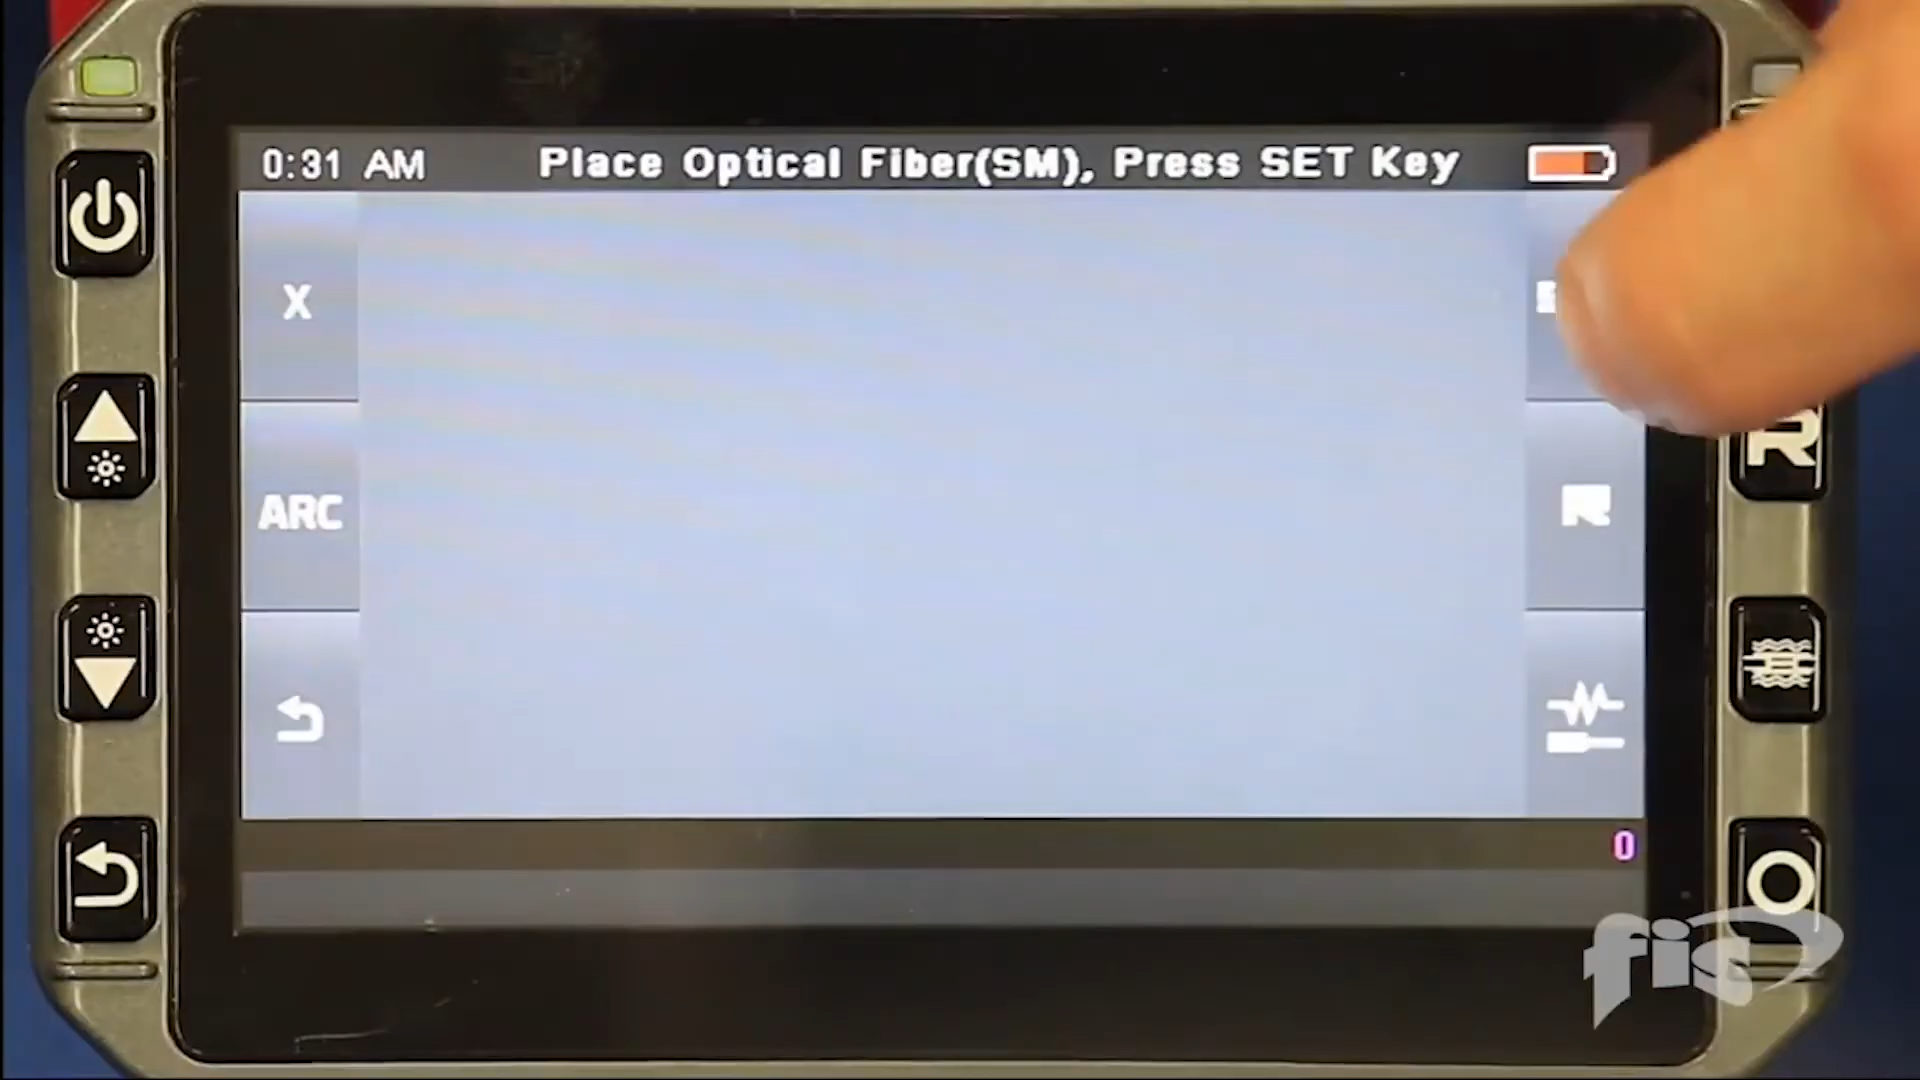 0:31 AM Place Optical Fiber(SM), Press SET Key
X
ARC
R
R
0
fis